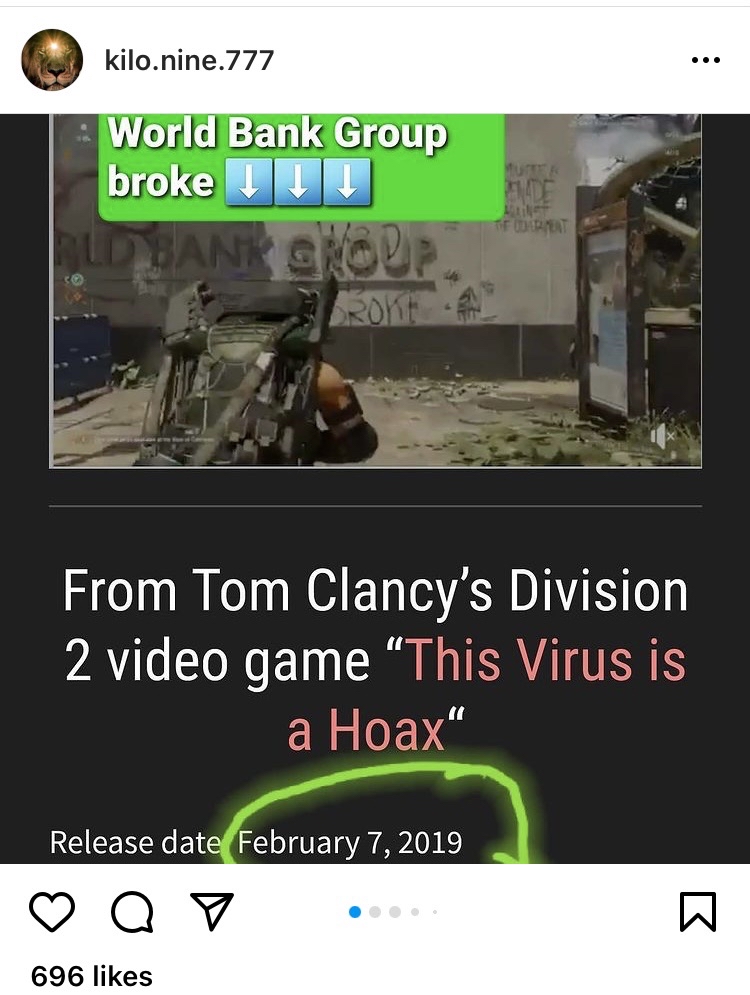 kilo.nine.777
World Bank Group
broke ⬇️⬇️⬇️
RLD BANK GROUP
BROKE
From Tom Clancy’s Division
2 video game “This Virus is
a Hoax“
Release date February 7, 2019
696 likes